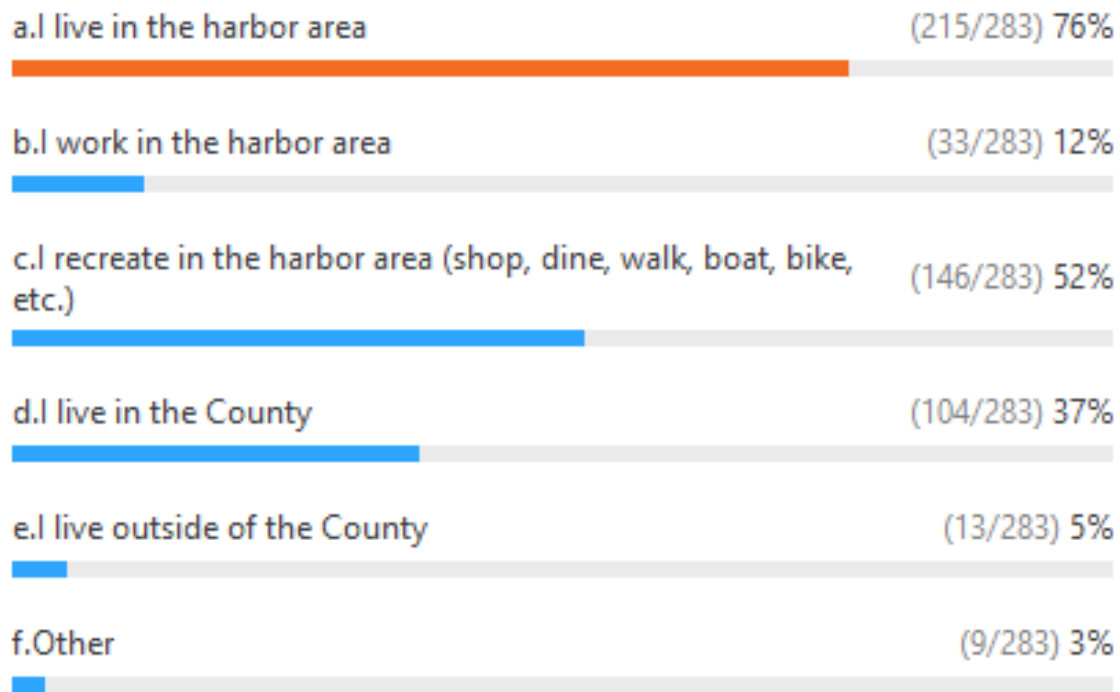 a.I live in the harbor area (215/283) 76%
b.I work in the harbor area (33/283) 12%
c.I recreate in the harbor area (shop, dine, walk, boat, bike,
etc.) (146/283) 52%
d.I live in the County (104/283) 37%
e.I live outside of the County (13/283) 5%
f.Other (9/283) 3%